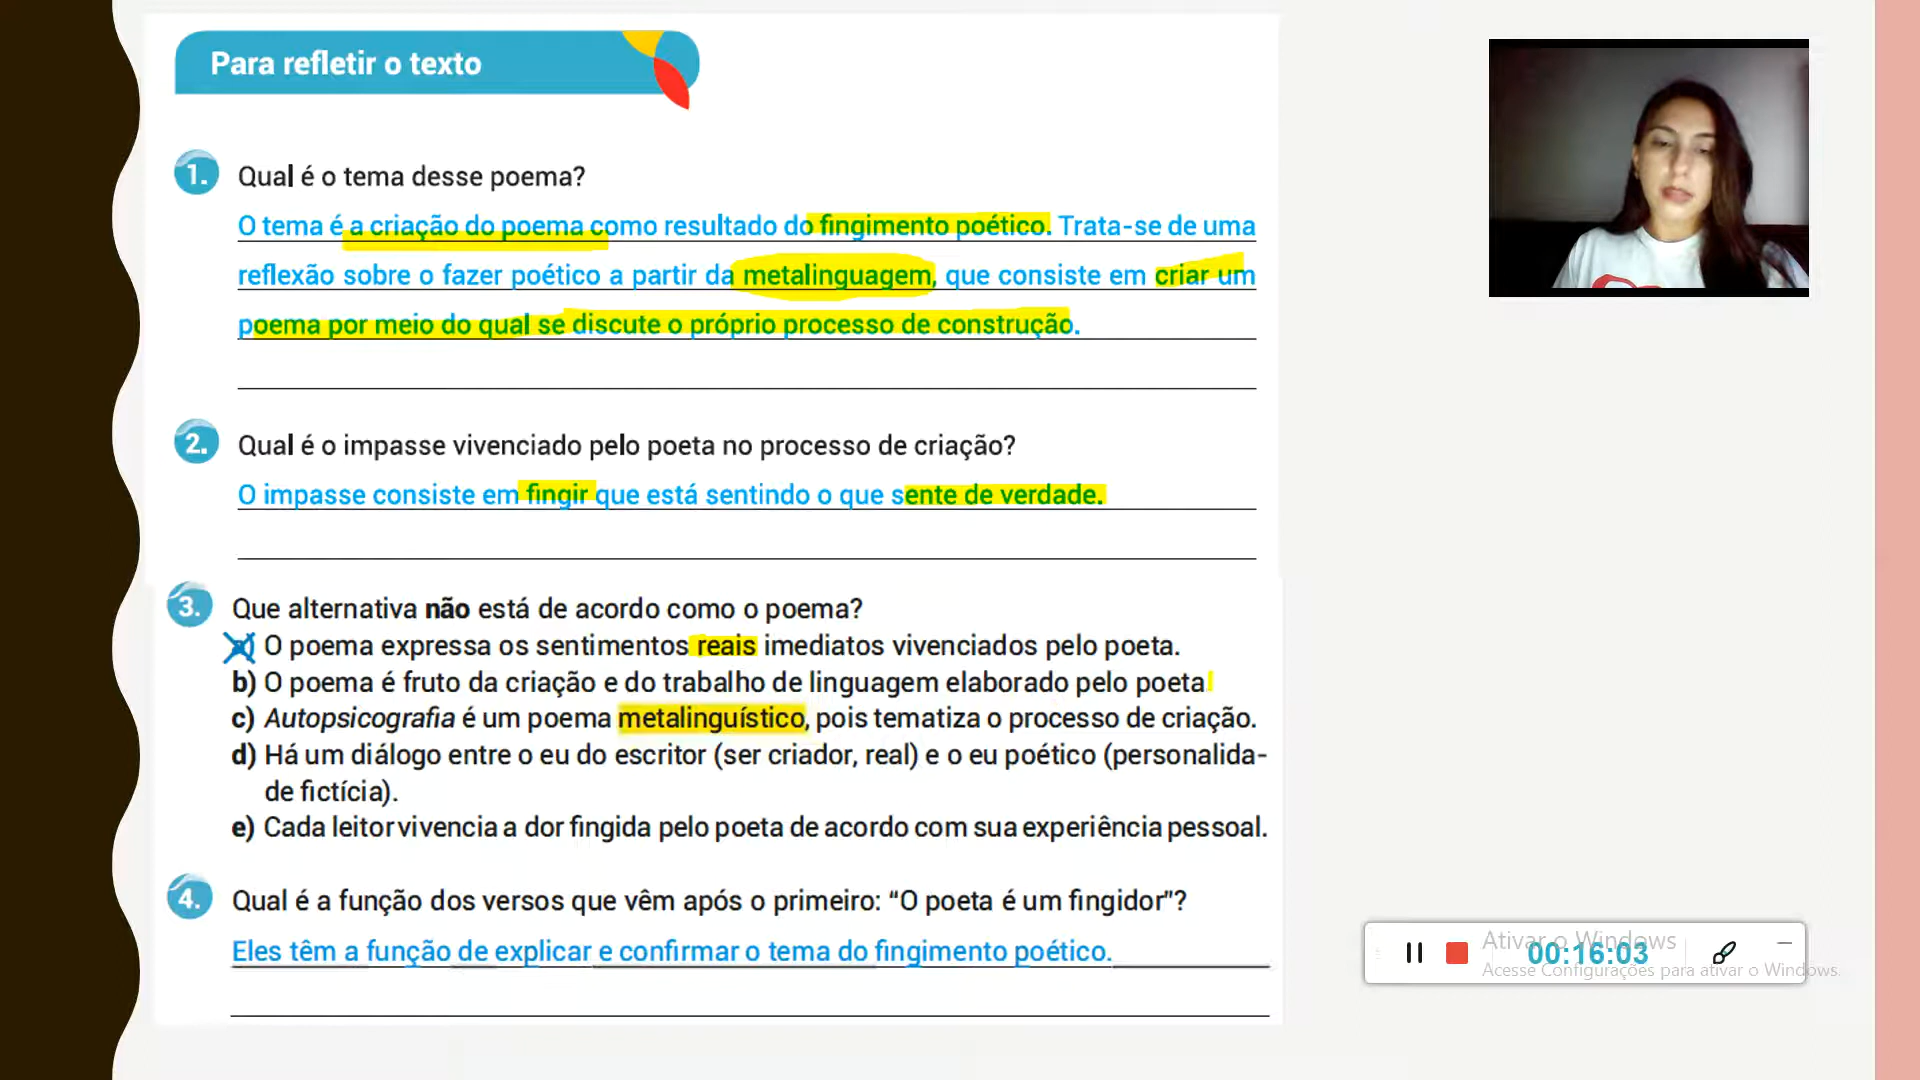 Para refletir o texto
1. Qual é o tema desse poema?
O tema é a criação do poema como resultado do fingimento poético. Trata-se de uma
reflexão sobre o fazer poético a partir da metalinguagem, que consiste em criar um
poema por meio do qual se discute o próprio processo de construção.
2. Qual é o impasse vivenciado pelo poeta no processo de criação?
O impasse consiste em fingir que está sentindo o que sente de verdade.
3. Que alternativa não está de acordo como o poema?
O poema expressa os sentimentos reais imediatos vivenciados pelo poeta.
b) O poema é fruto da criação e do trabalho de linguagem elaborado pelo poeta
c) Autopsicografia é um poema metalinguístico, pois tematiza o processo de criação.
d) Há um diálogo entre o eu do escritor (ser criador, real) e o eu poético (personalida-
de fictícia).
e) Cada leitor vivencia a dor fingida pelo poeta de acordo com sua experiência pessoal.
4. Qual é a função dos versos que vêm após o primeiro: “O poeta é um fingidor”?
Eles têm a função de explicar e confirmar o tema do fingimento poético.
Ativar o Windows
00:16:03
Acesse Configurações para ativar o Windows.